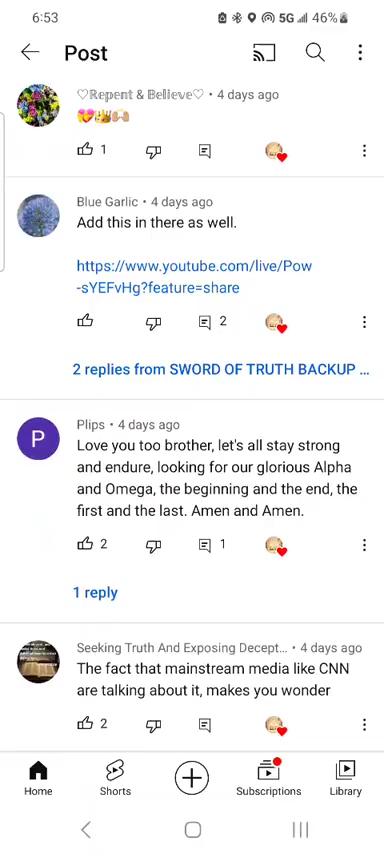 6:53
5G 46%
Post
♡ℝ𝕖𝕡𝕖𝕟𝕥 & 𝔹𝕖𝕝𝕚𝕖𝕧𝕖♡ • 4 days ago
💝👑🙌🏼
1
Blue Garlic • 4 days ago
Add this in there as well.
https://www.youtube.com/live/Pow
-sYEFvHg?feature=share
2
2 replies from SWORD OF TRUTH BACKUP ...
P
Plips • 4 days ago
Love you too brother, let's all stay strong
and endure, looking for our glorious Alpha
and Omega, the beginning and the end, the
first and the last. Amen and Amen.
2 1
1 reply
Seeking Truth And Exposing Decept... • 4 days ago
The fact that mainstream media like CNN
are talking about it, makes you wonder
2
Home Shorts Subscriptions Library